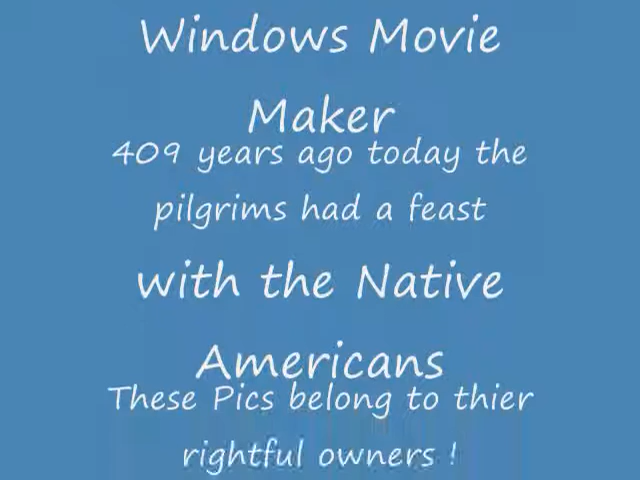 Windows Movie
Maker
409 years ago today the
pilgrims had a feast
with the Native
Americans
These Pics belong to thier
rightful owners !